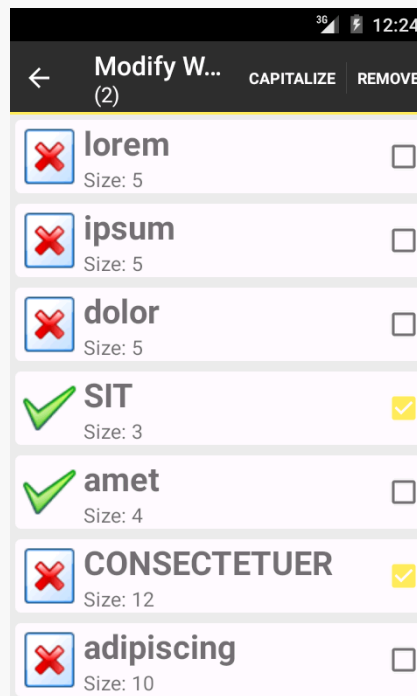 3G 12:24
Modify W...
(2)
CAPITALIZE REMOVE
lorem
Size: 5
ipsum
Size: 5
dolor
Size: 5
SIT
Size: 3
amet
Size: 4
CONSECTETUER
Size: 12
adipiscing
Size: 10